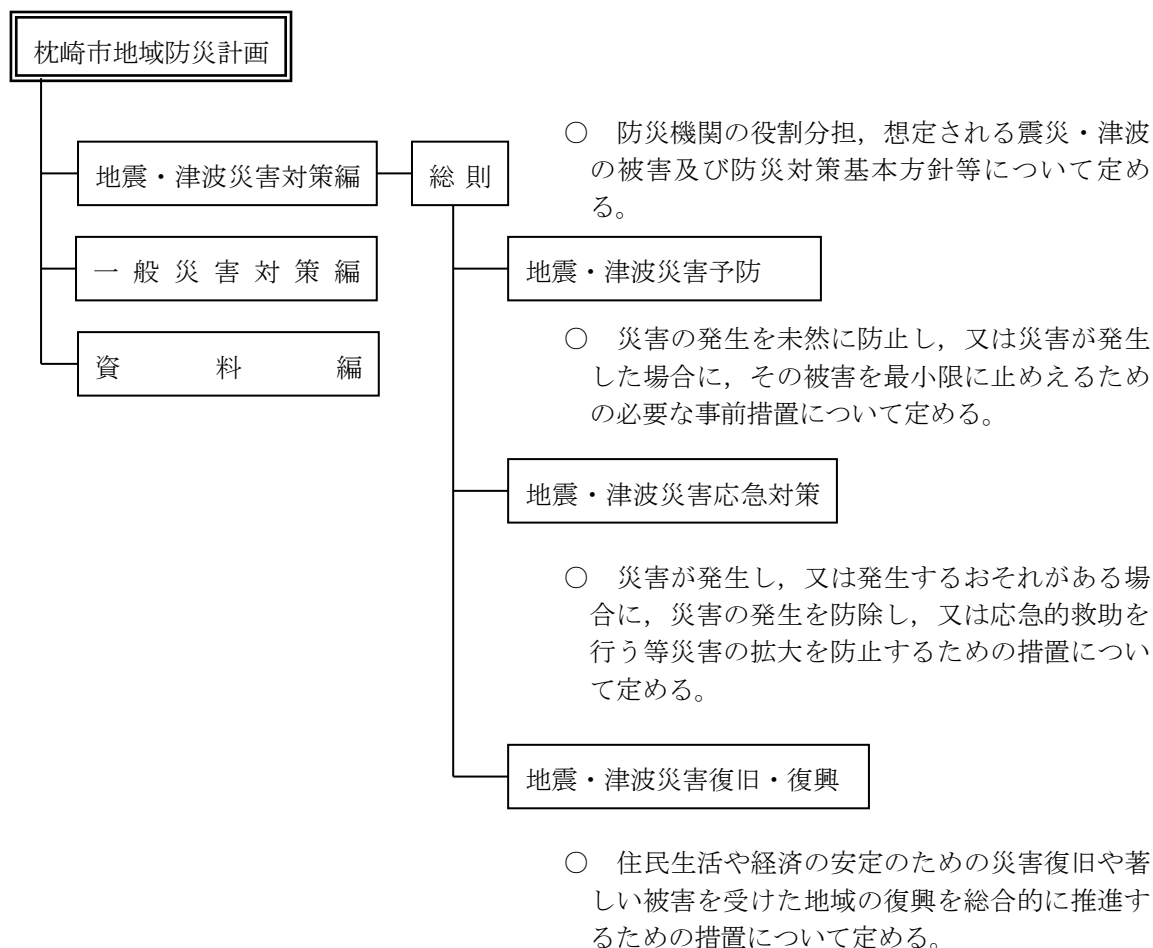 枕崎市地域防災計画
地震・津波災害対策編
総 則
○　防災機関の役割分担，想定される震災・津波
の被害及び防災対策基本方針等について定め
る。
一 般 災 害 対 策 編
地震・津波災害予防
資　　料　　編
○　災害の発生を未然に防止し，又は災害が発生
した場合に，その被害を最小限に止めえるため
の必要な事前措置について定める。
地震・津波災害応急対策
○　災害が発生し，又は発生するおそれがある場
合に，災害の発生を防除し，又は応急的救助を
行う等災害の拡大を防止するための措置につい
て定める。
地震・津波災害復旧・復興
○　住民生活や経済の安定のための災害復旧や著
しい被害を受けた地域の復興を総合的に推進す
るための措置について定める。